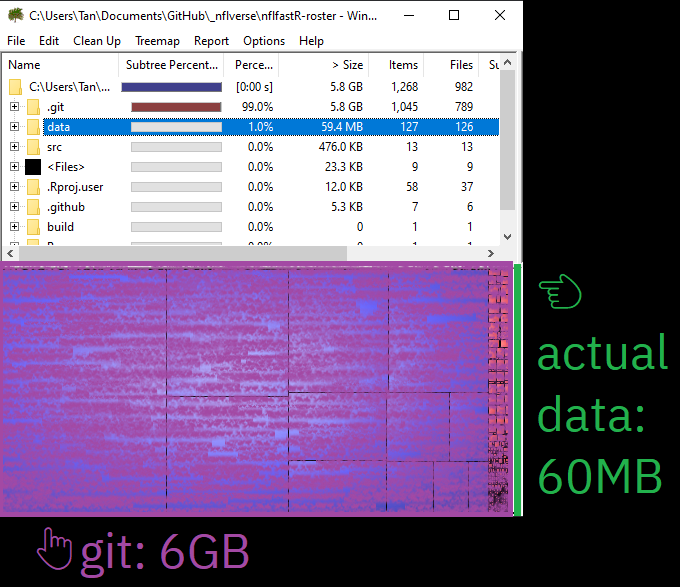 C:\Users\Tan\Documents\GitHub\_nflverse\nflfastR-roster - Win...
File Edit Clean Up Treemap Report Options Help
Name Subtree Percent... Perce... > Size Items Files Su
C:\Users\Tan\... [0:00 s] 5.8 GB 1,268 982
.git 99.0% 5.8 GB 1,045 789
data 1.0% 59.4 MB 127 126
src 0.0% 476.0 KB 13 13
<Files> 0.0% 23.3 KB 9 9
.Rproj.user 0.0% 12.0 KB 58 37
.github 0.0% 5.3 KB 7 6
build 0.0% 0 1 1
R 0.0% 0 1 1
actual
data:
60MB
git: 6GB